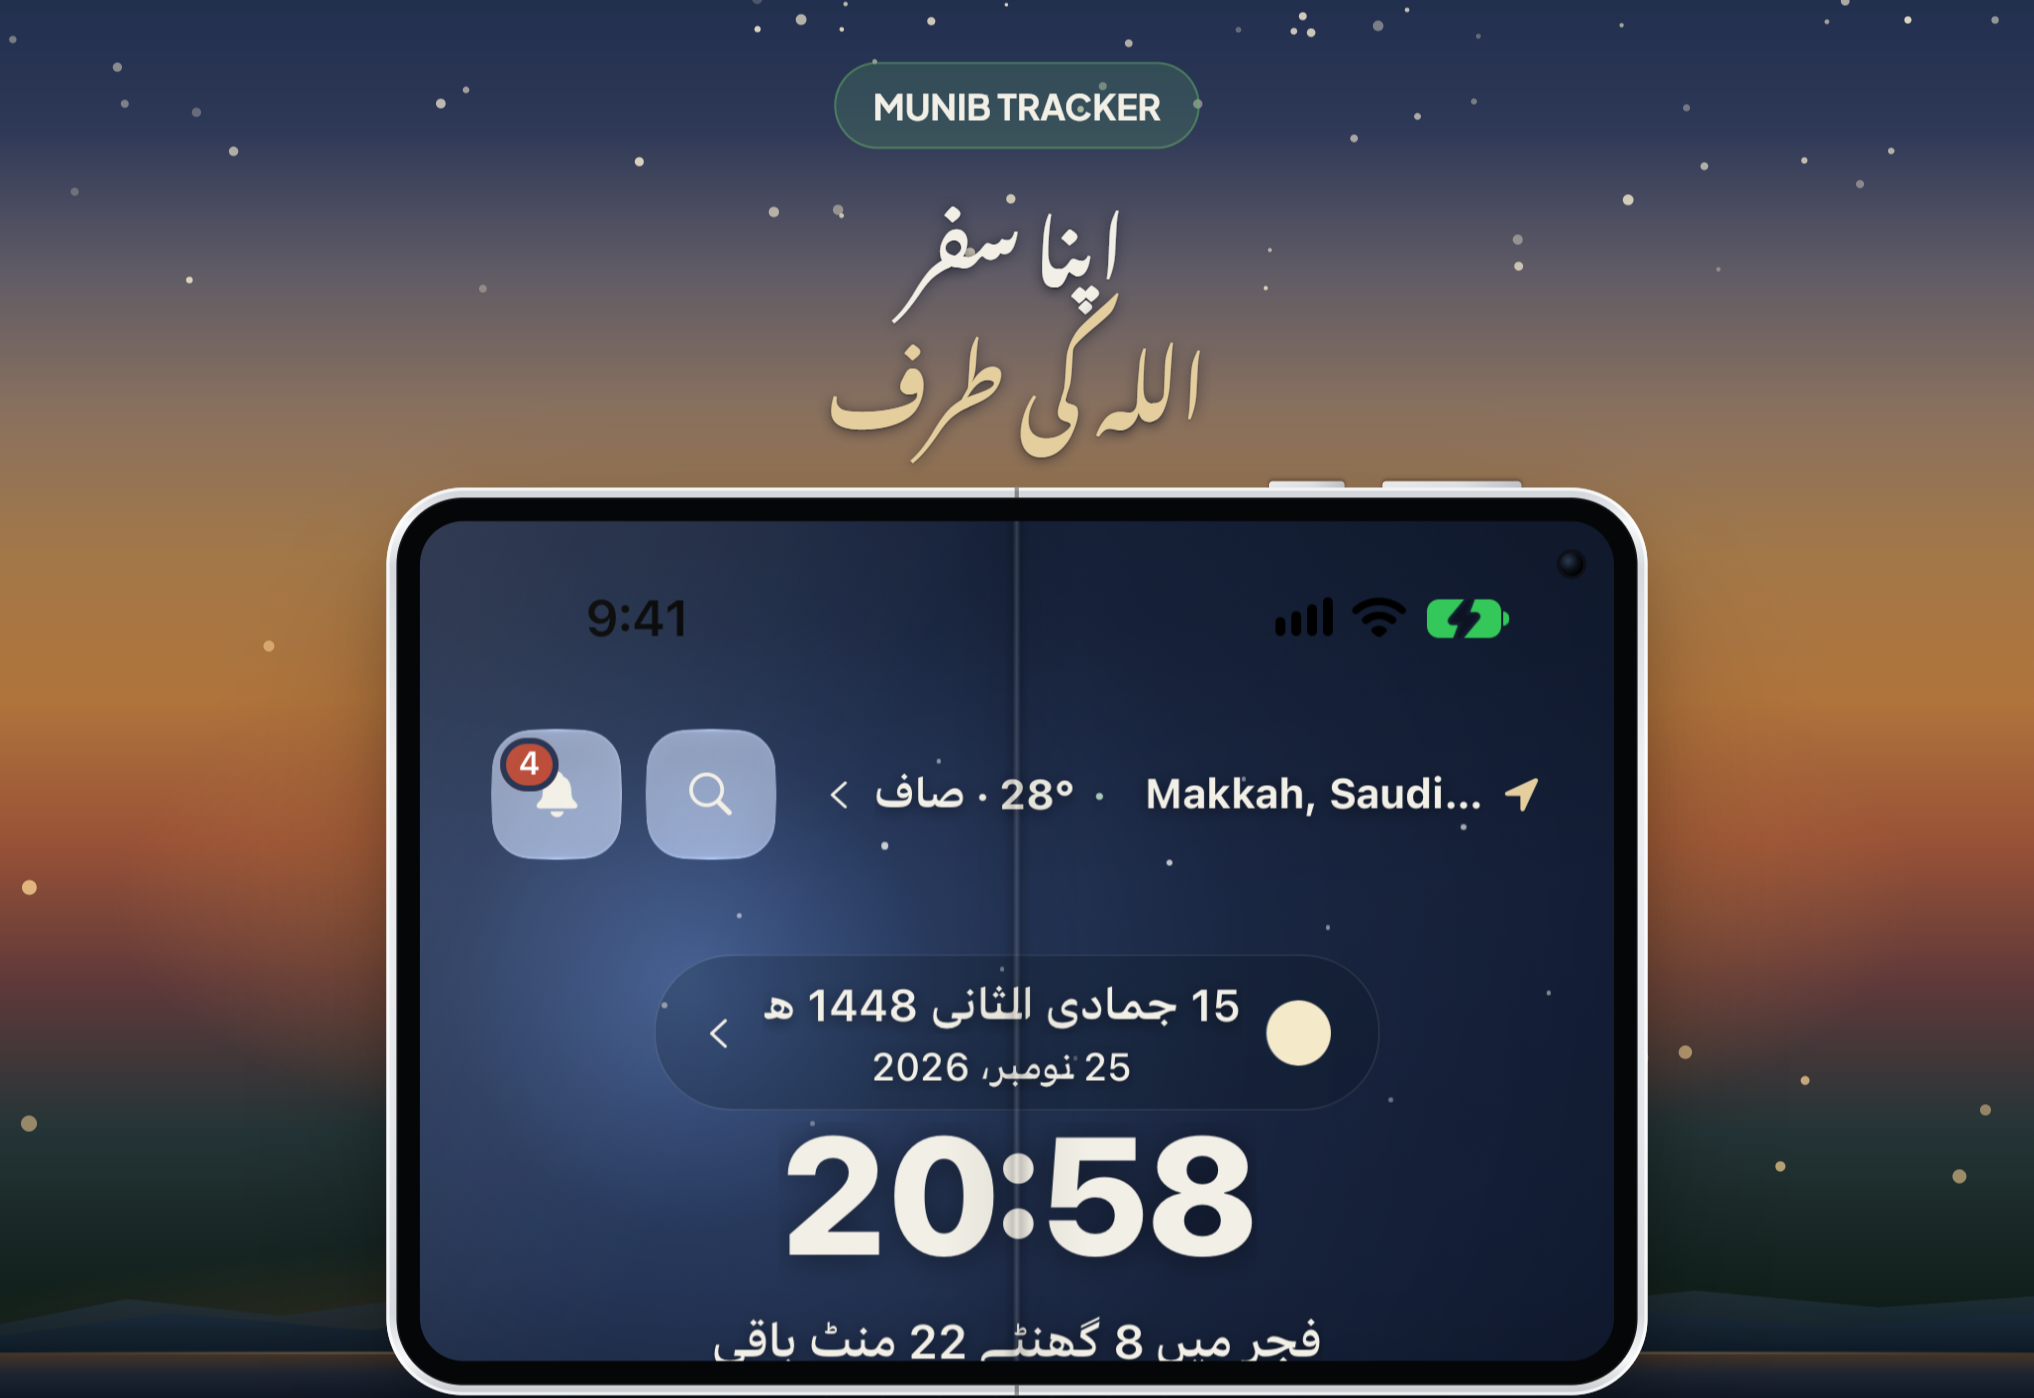 MUNIB TRACKER
اپنا سفر
اللہ کی طرف
9:41
Makkah, Saudi... · 28° · صاف
4
15 جمادی الثانی 1448 ھ
25 نومبر، 2026
20:58
فجر میں 8 گھنٹے 22 منٹ باقی